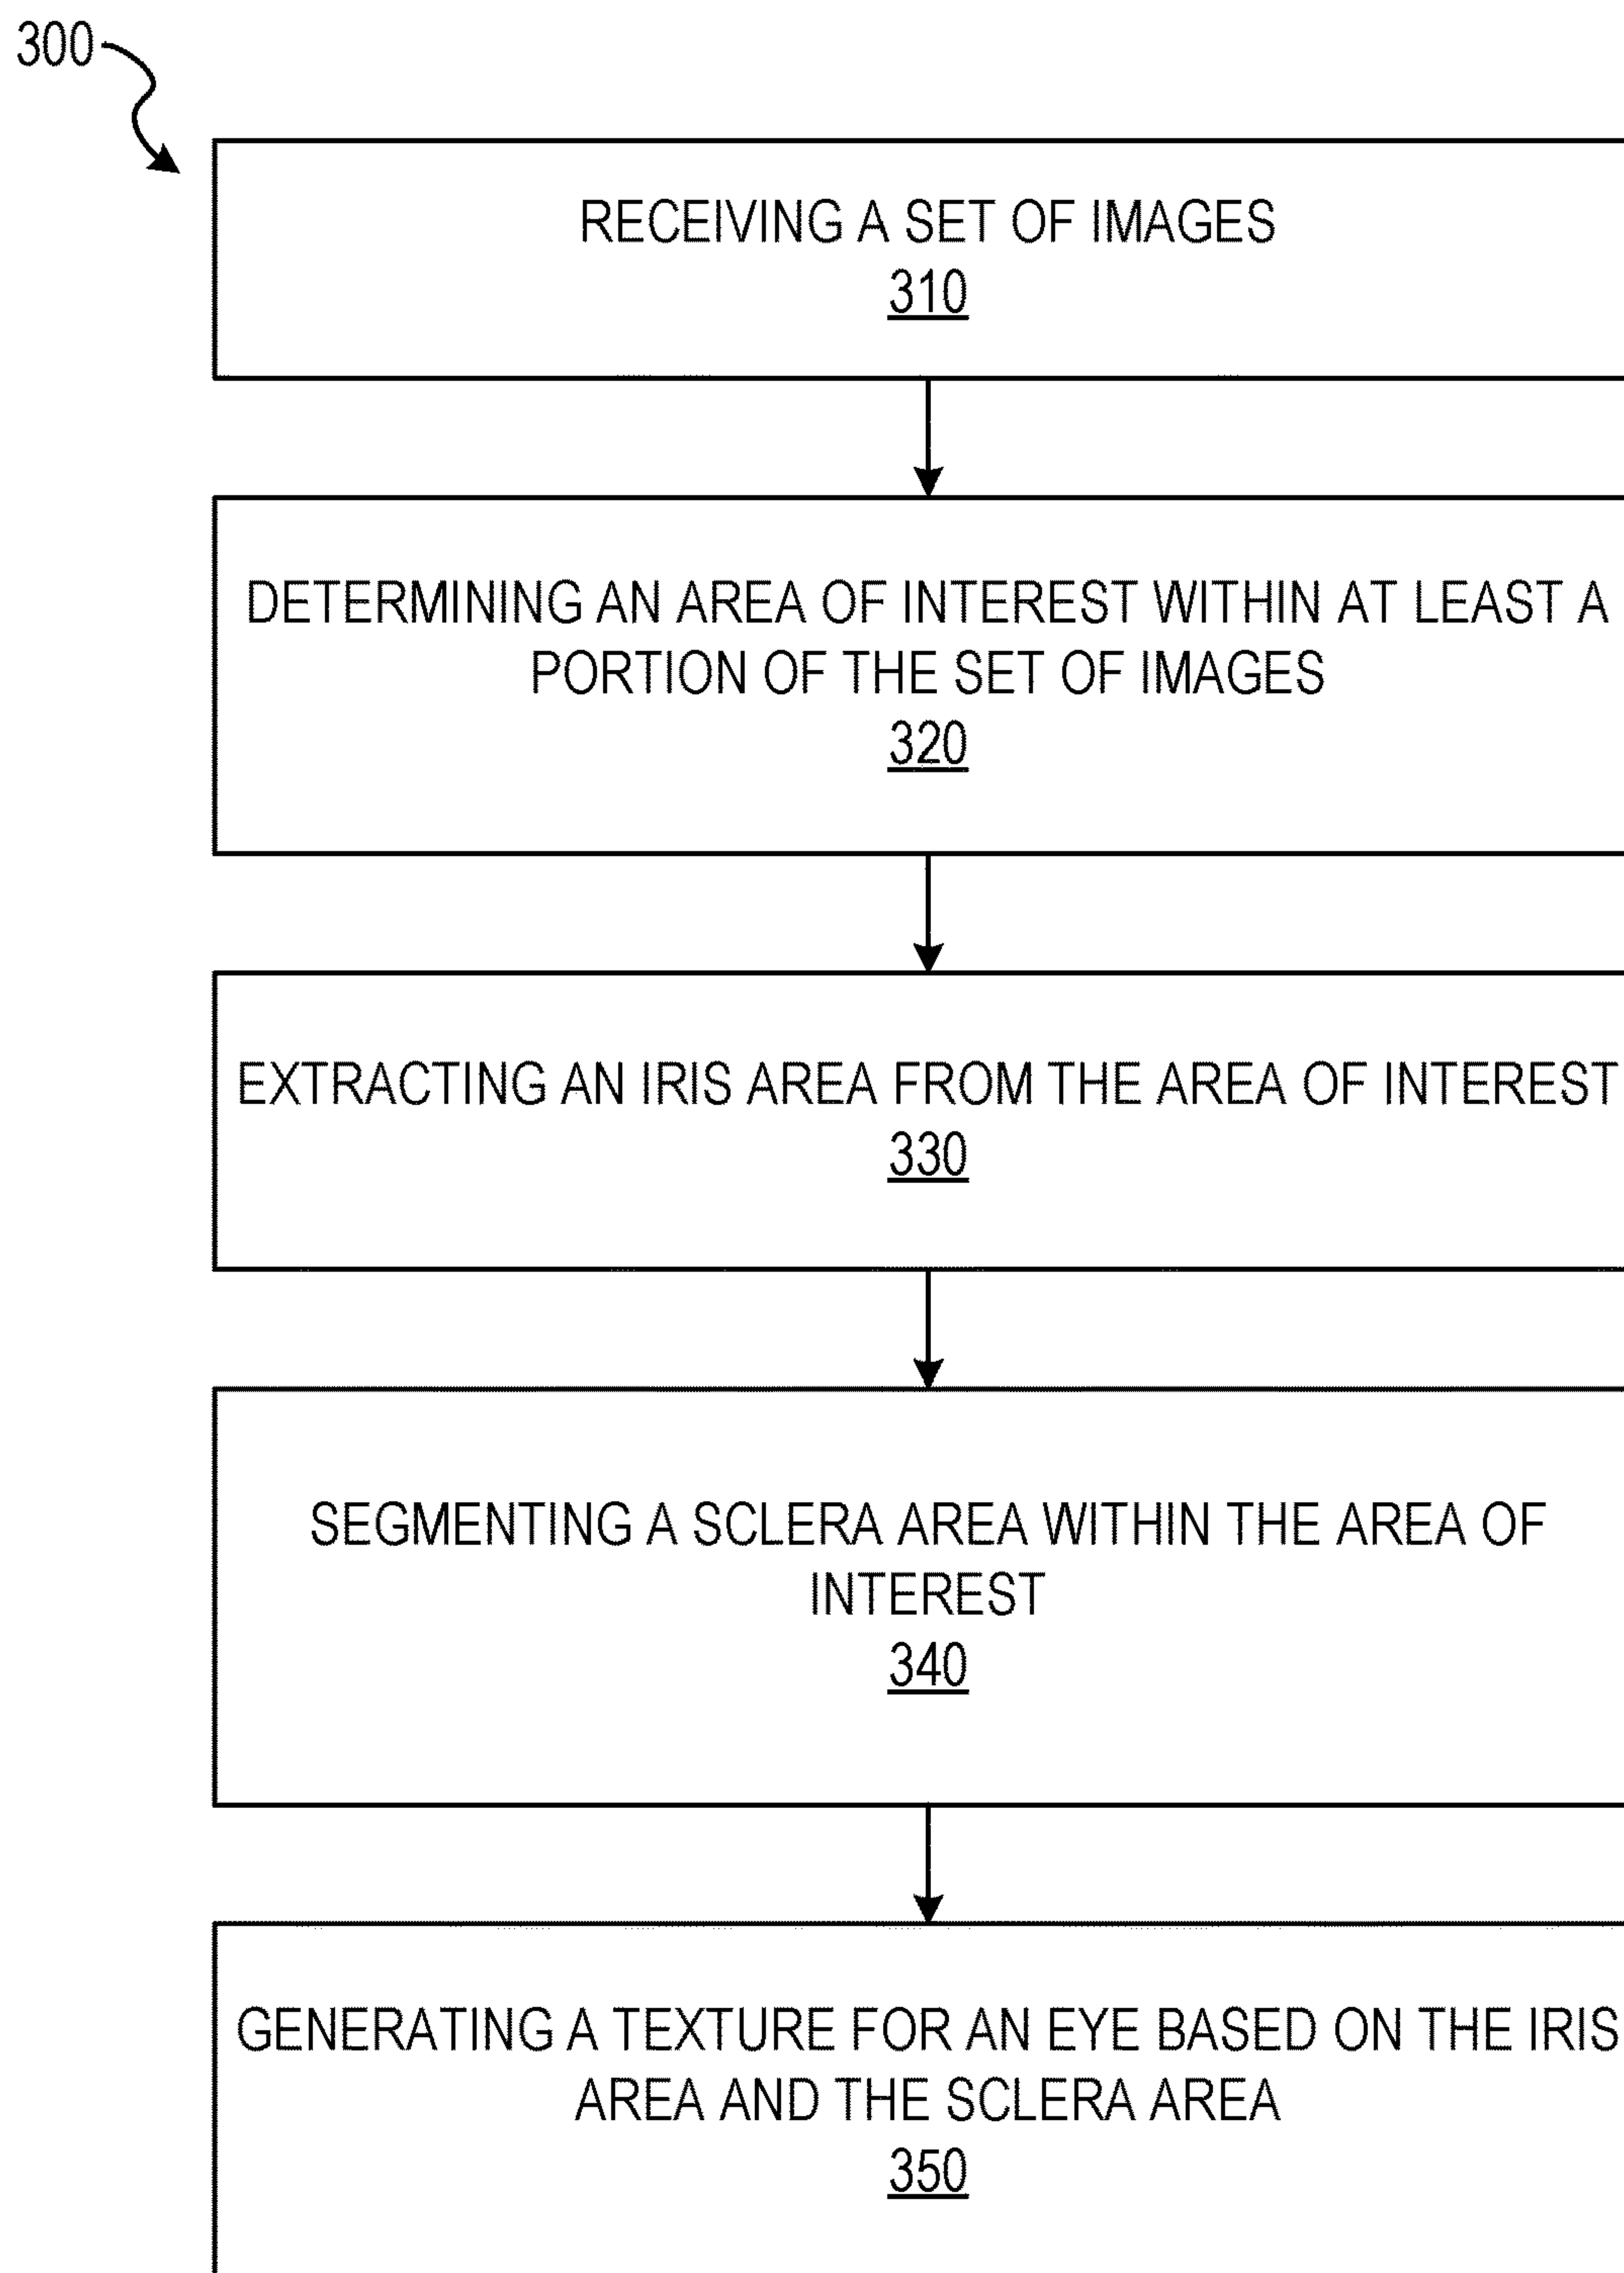 300
RECEIVING A SET OF IMAGES
310
DETERMINING AN AREA OF INTEREST WITHIN AT LEAST A
PORTION OF THE SET OF IMAGES
320
EXTRACTING AN IRIS AREA FROM THE AREA OF INTEREST
330
SEGMENTING A SCLERA AREA WITHIN THE AREA OF
INTEREST
340
GENERATING A TEXTURE FOR AN EYE BASED ON THE IRIS
AREA AND THE SCLERA AREA
350